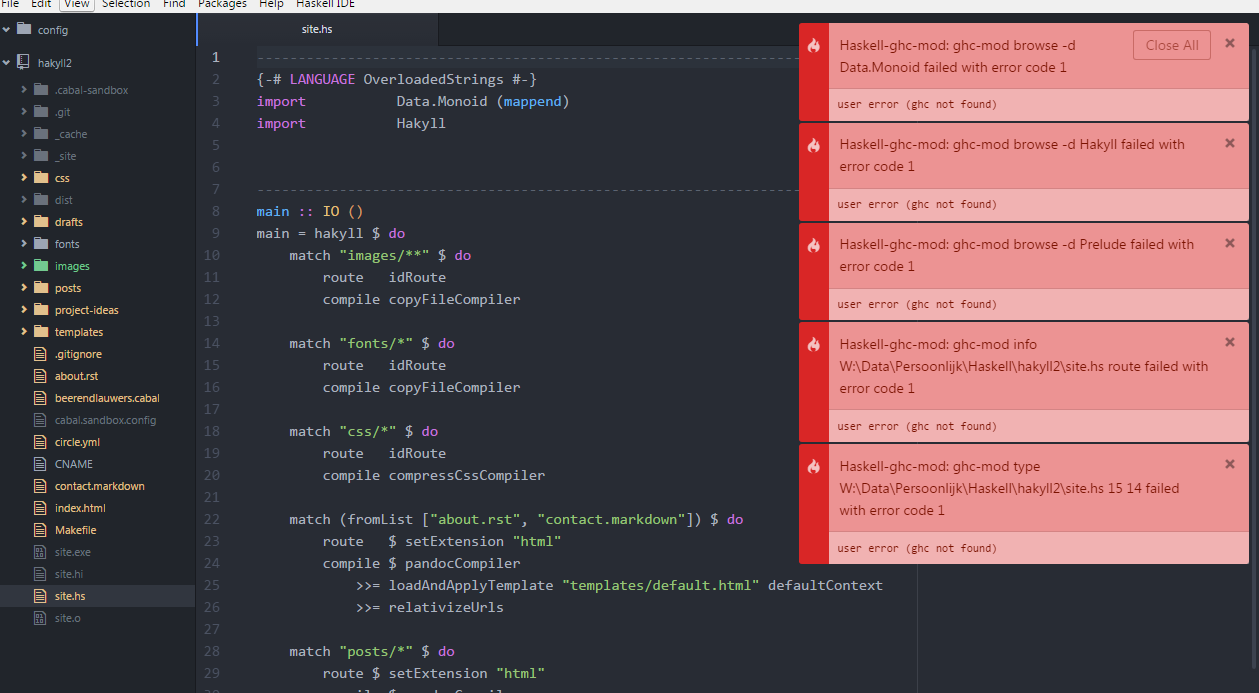 File Edit View Selection Find Packages Help Haskell IDE
config
hakyll2
.cabal-sandbox
.git
_cache
_site
css
dist
drafts
fonts
images
posts
project-ideas
templates
.gitignore
about.rst
beerendlauwers.cabal
cabal.sandbox.config
circle.yml
CNAME
contact.markdown
index.html
Makefile
site.exe
site.hi
site.hs
site.o
site.hs
1 --------------------------------------------------------------------------------
2 {-# LANGUAGE OverloadedStrings #-}
3 import           Data.Monoid (mappend)
4 import           Hakyll
5
6
7 --------------------------------------------------------------------------------
8 main :: IO ()
9 main = hakyll $ do
10     match "images/**" $ do
11         route   idRoute
12         compile copyFileCompiler
13
14     match "fonts/*" $ do
15         route   idRoute
16         compile copyFileCompiler
17
18     match "css/*" $ do
19         route   idRoute
20         compile compressCssCompiler
21
22     match (fromList ["about.rst", "contact.markdown"]) $ do
23         route   $ setExtension "html"
24         compile $ pandocCompiler
25             >>= loadAndApplyTemplate "templates/default.html" defaultContext
26             >>= relativizeUrls
27
28     match "posts/*" $ do
29         route $ setExtension "html"
Haskell-ghc-mod: ghc-mod browse -d
Data.Monoid failed with error code 1
Close All
user error (ghc not found)
Haskell-ghc-mod: ghc-mod browse -d Hakyll failed with
error code 1
user error (ghc not found)
Haskell-ghc-mod: ghc-mod browse -d Prelude failed with
error code 1
user error (ghc not found)
Haskell-ghc-mod: ghc-mod info
W:\Data\Persoonlijk\Haskell\hakyll2\site.hs route failed with
error code 1
user error (ghc not found)
Haskell-ghc-mod: ghc-mod type
W:\Data\Persoonlijk\Haskell\hakyll2\site.hs 15 14 failed
with error code 1
user error (ghc not found)